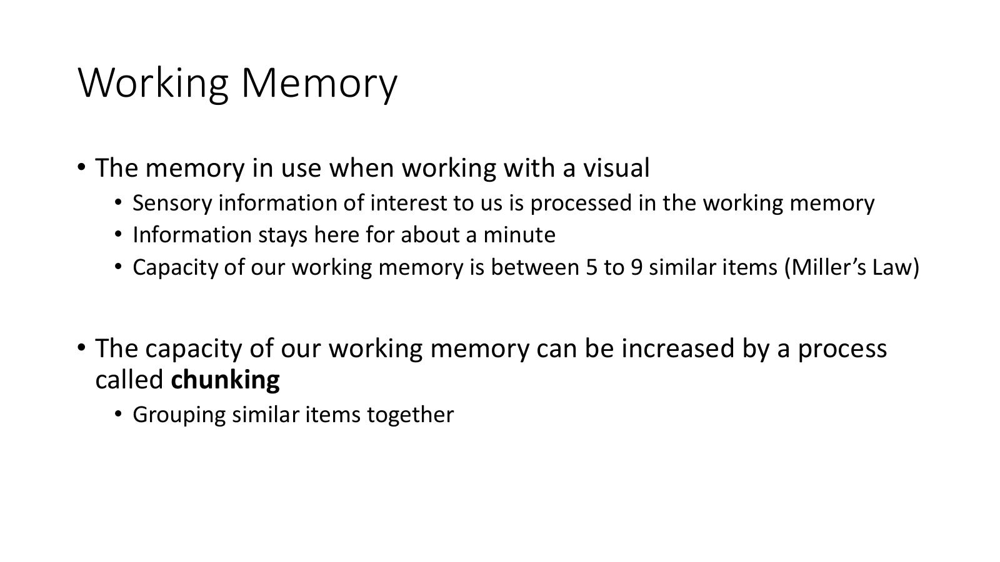 Working Memory
• The memory in use when working with a visual
• Sensory information of interest to us is processed in the working memory
• Information stays here for about a minute
• Capacity of our working memory is between 5 to 9 similar items (Miller’s Law)
• The capacity of our working memory can be increased by a process
called chunking
• Grouping similar items together